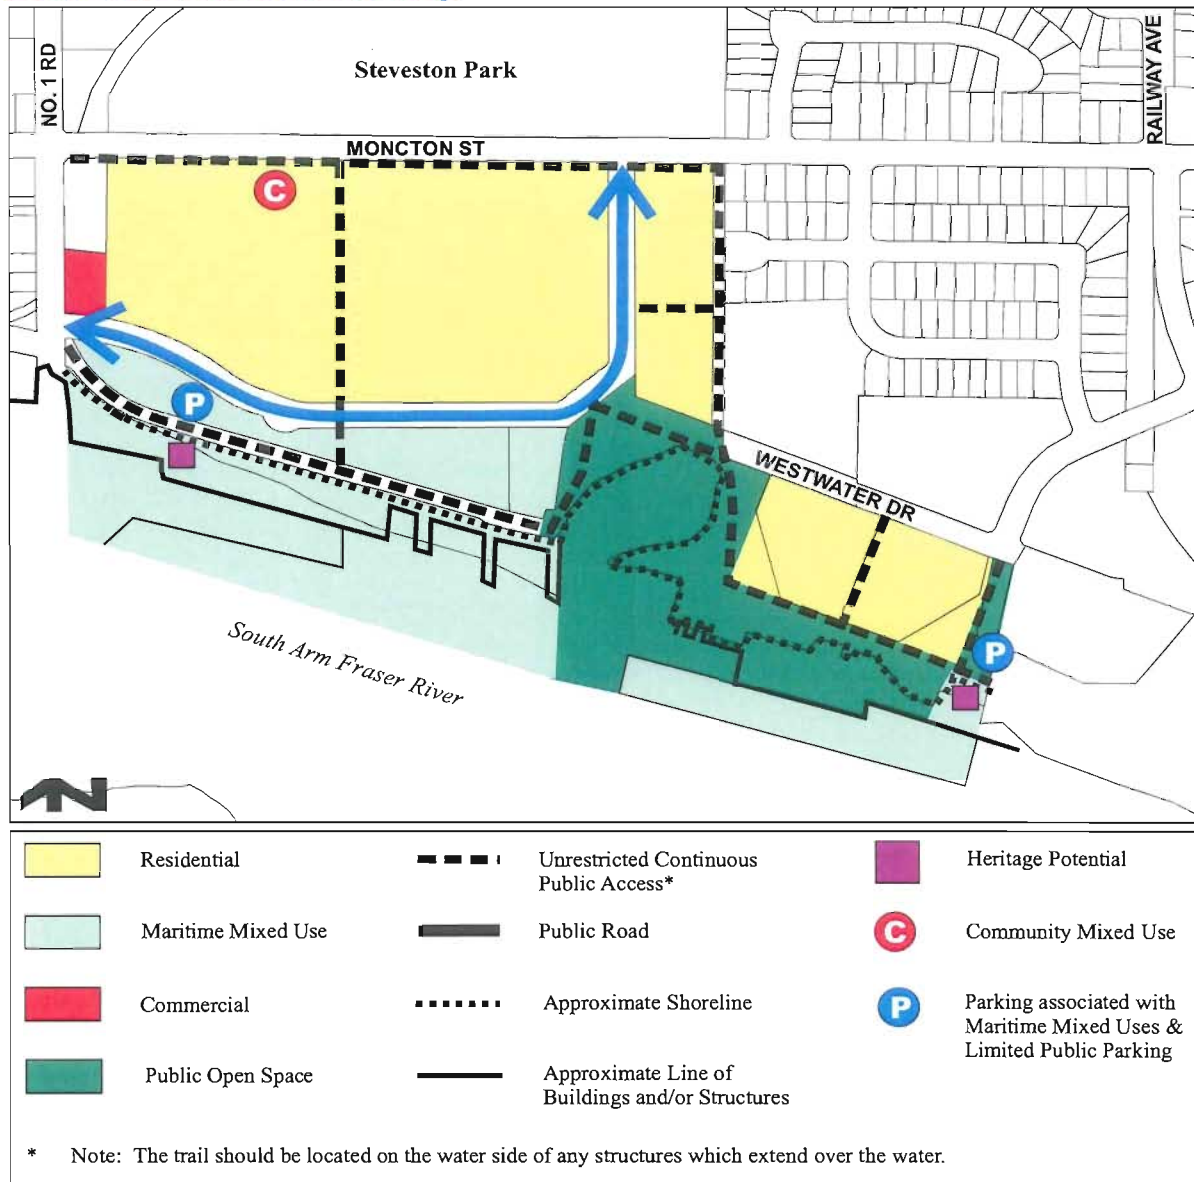 Steveston Park
NO. 1 RD
RAILWAY AVE
MONCTON ST
C
P
WESTWATER DR
P
South Arm Fraser River
N
Residential
Unrestricted Continuous
Public Access*
Heritage Potential
Maritime Mixed Use
Public Road
C
Community Mixed Use
Commercial
Approximate Shoreline
P
Parking associated with
Maritime Mixed Uses &
Limited Public Parking
Public Open Space
Approximate Line of
Buildings and/or Structures
* Note: The trail should be located on the water side of any structures which extend over the water.